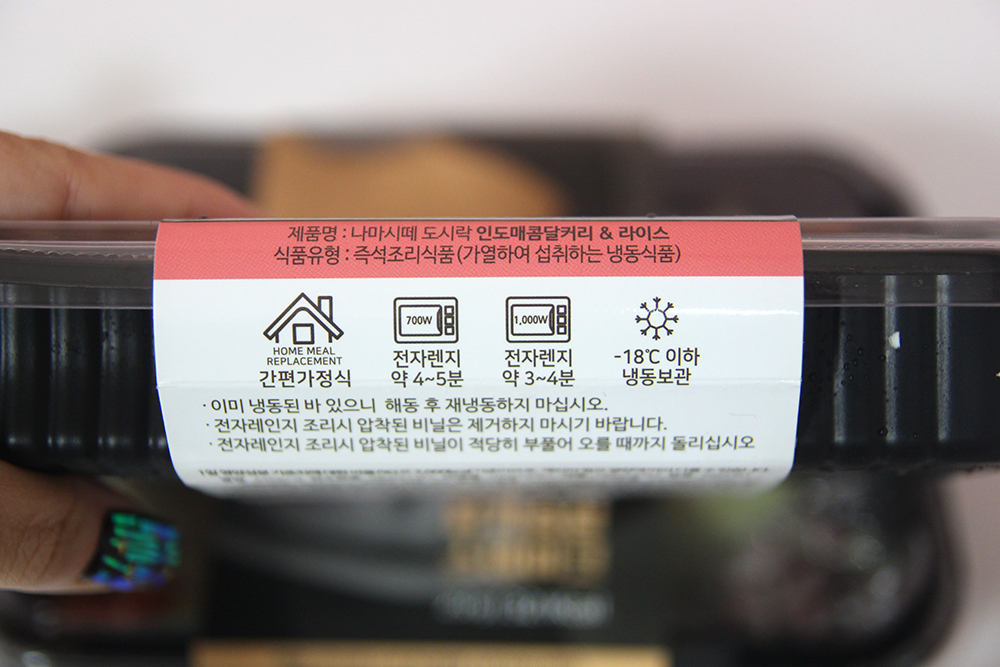 제품명 : 나마시떼 도시락 인도매콤달커리 & 라이스
식품유형 : 즉석조리식품(가열하여 섭취하는 냉동식품)
HOME MEAL
REPLACEMENT
간편가정식
700W
전자렌지
약 4~5분
1,000W
전자렌지
약 3~4분
-18℃ 이하
냉동보관
· 이미 냉동된 바 있으니 해동 후 재냉동하지 마십시오.
· 전자레인지 조리시 압착된 비닐은 제거하지 마시기 바랍니다.
· 전자레인지 조리시 압착된 비닐이 적당히 부풀어 오를 때까지 돌리십시오